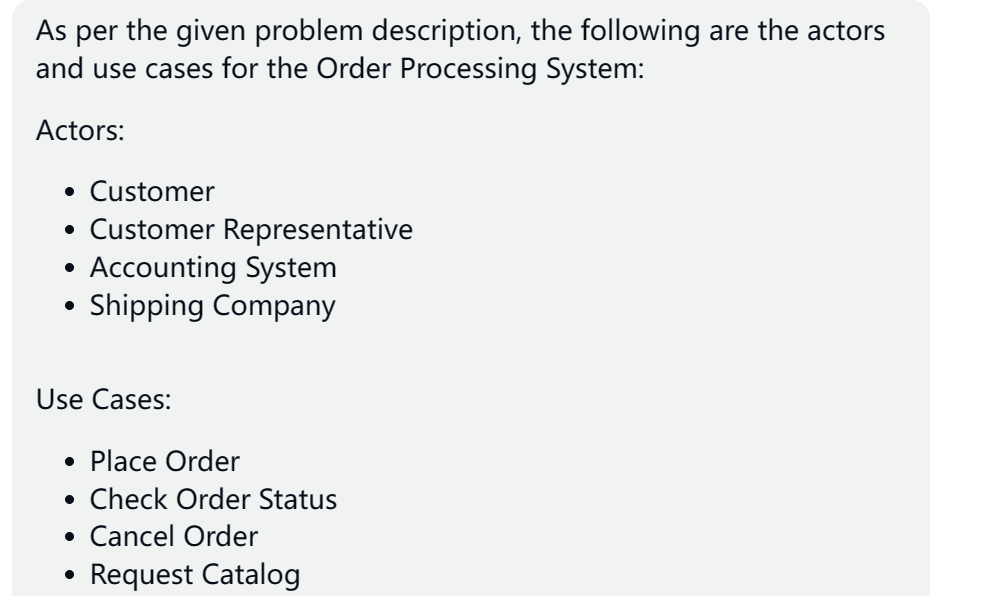 As per the given problem description, the following are the actors
and use cases for the Order Processing System:
Actors:
• Customer
• Customer Representative
• Accounting System
• Shipping Company
Use Cases:
• Place Order
• Check Order Status
• Cancel Order
• Request Catalog